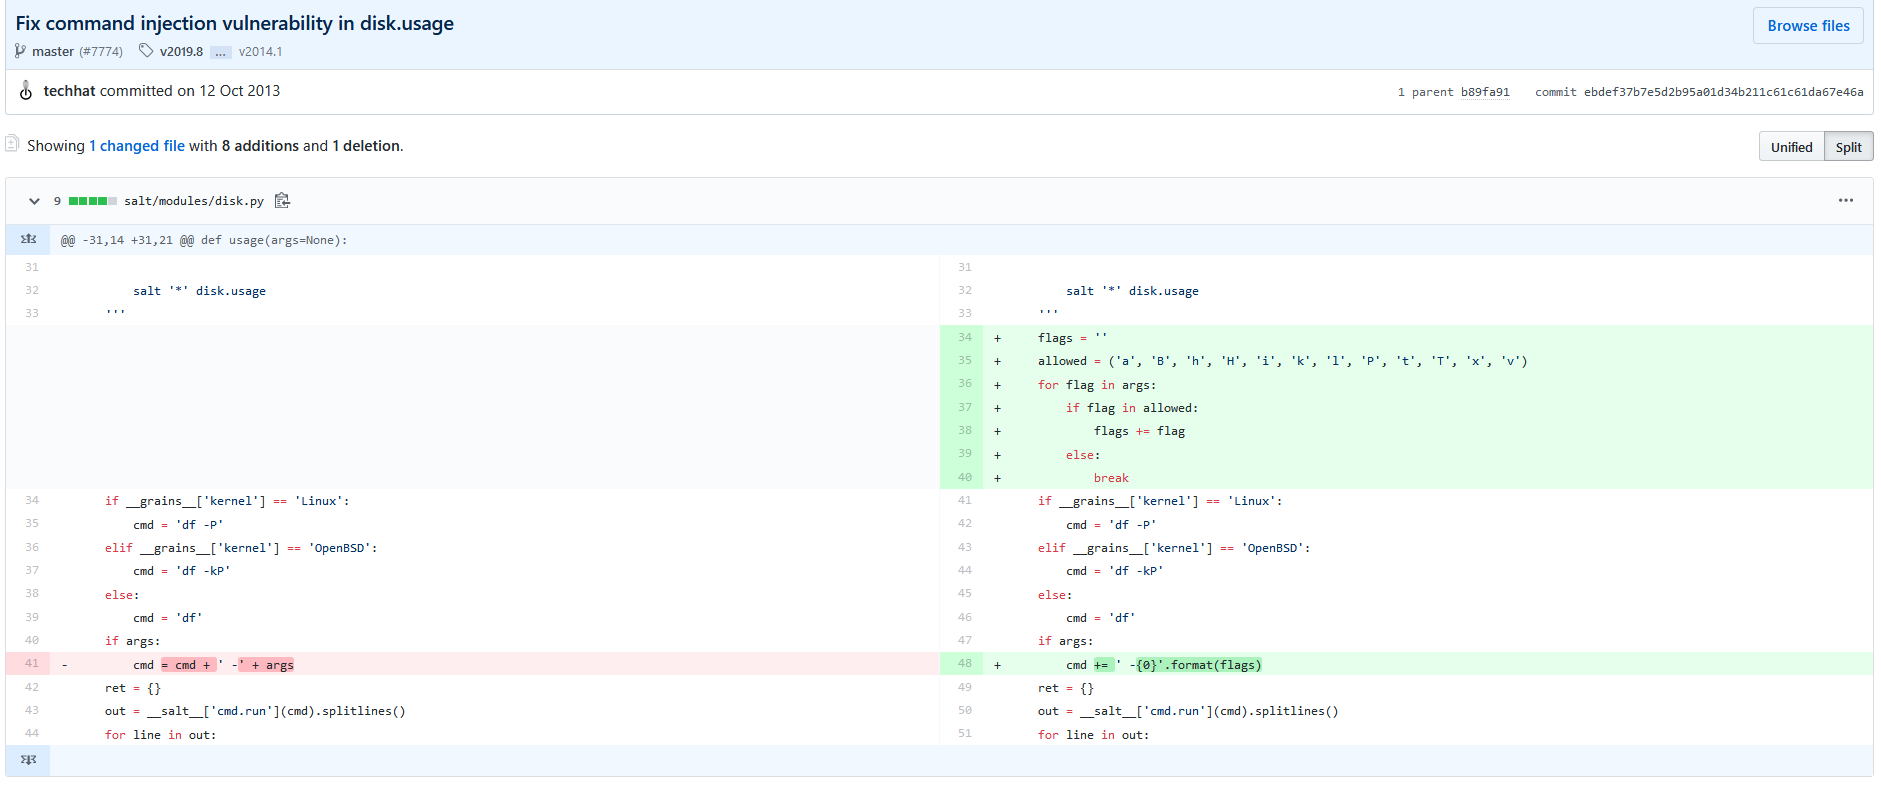 Fix command injection vulnerability in disk.usage
Browse files
master (#7774) v2019.8 ... v2014.1
techhat committed on 12 Oct 2013
1 parent b89fa91 commit ebdef37b7e5d2b95a01d34b211c61c61da67e46a
Showing 1 changed file with 8 additions and 1 deletion.
Unified Split
9 salt/modules/disk.py ...
@@ -31,14 +31,21 @@ def usage(args=None):
31
32 salt '*' disk.usage
33 '''
34 if __grains__['kernel'] == 'Linux':
35 cmd = 'df -P'
36 elif __grains__['kernel'] == 'OpenBSD':
37 cmd = 'df -kP'
38 else:
39 cmd = 'df'
40 if args:
41 - cmd = cmd + ' -' + args
42 ret = {}
43 out = __salt__['cmd.run'](cmd).splitlines()
44 for line in out:
31
32 salt '*' disk.usage
33 '''
34 + flags = ''
35 + allowed = ('a', 'B', 'h', 'H', 'i', 'k', 'l', 'P', 't', 'T', 'x', 'v')
36 + for flag in args:
37 + if flag in allowed:
38 + flags += flag
39 + else:
40 + break
41 if __grains__['kernel'] == 'Linux':
42 cmd = 'df -P'
43 elif __grains__['kernel'] == 'OpenBSD':
44 cmd = 'df -kP'
45 else:
46 cmd = 'df'
47 if args:
48 + cmd += ' -{0}'.format(flags)
49 ret = {}
50 out = __salt__['cmd.run'](cmd).splitlines()
51 for line in out: